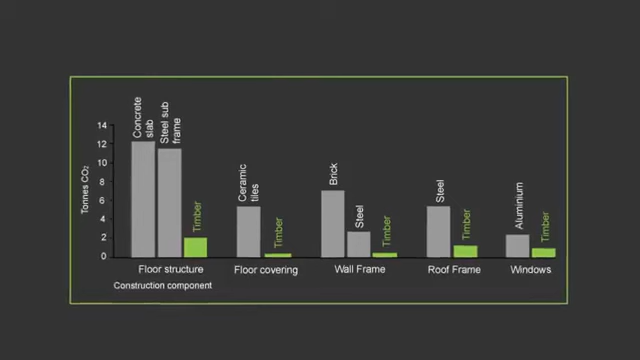 Concrete
slab
Steel sub
frame
Timber
Ceramic
tiles
Timber
Brick
Steel
Timber
Steel
Timber
Aluminium
Timber
Tonnes CO₂
14
12
10
8
6
4
2
0
Floor structure
Floor covering
Wall Frame
Roof Frame
Windows
Construction component